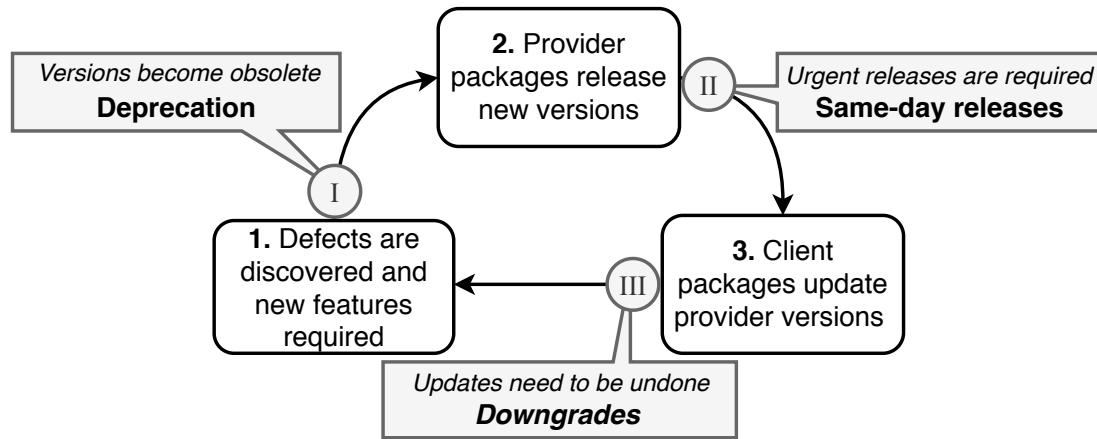 2. Provider
packages release
new versions
Versions become obsolete
Deprecation
II
Urgent releases are required
Same-day releases
I
1. Defects are
discovered and
new features
required
III
3. Client
packages update
provider versions
Updates need to be undone
Downgrades